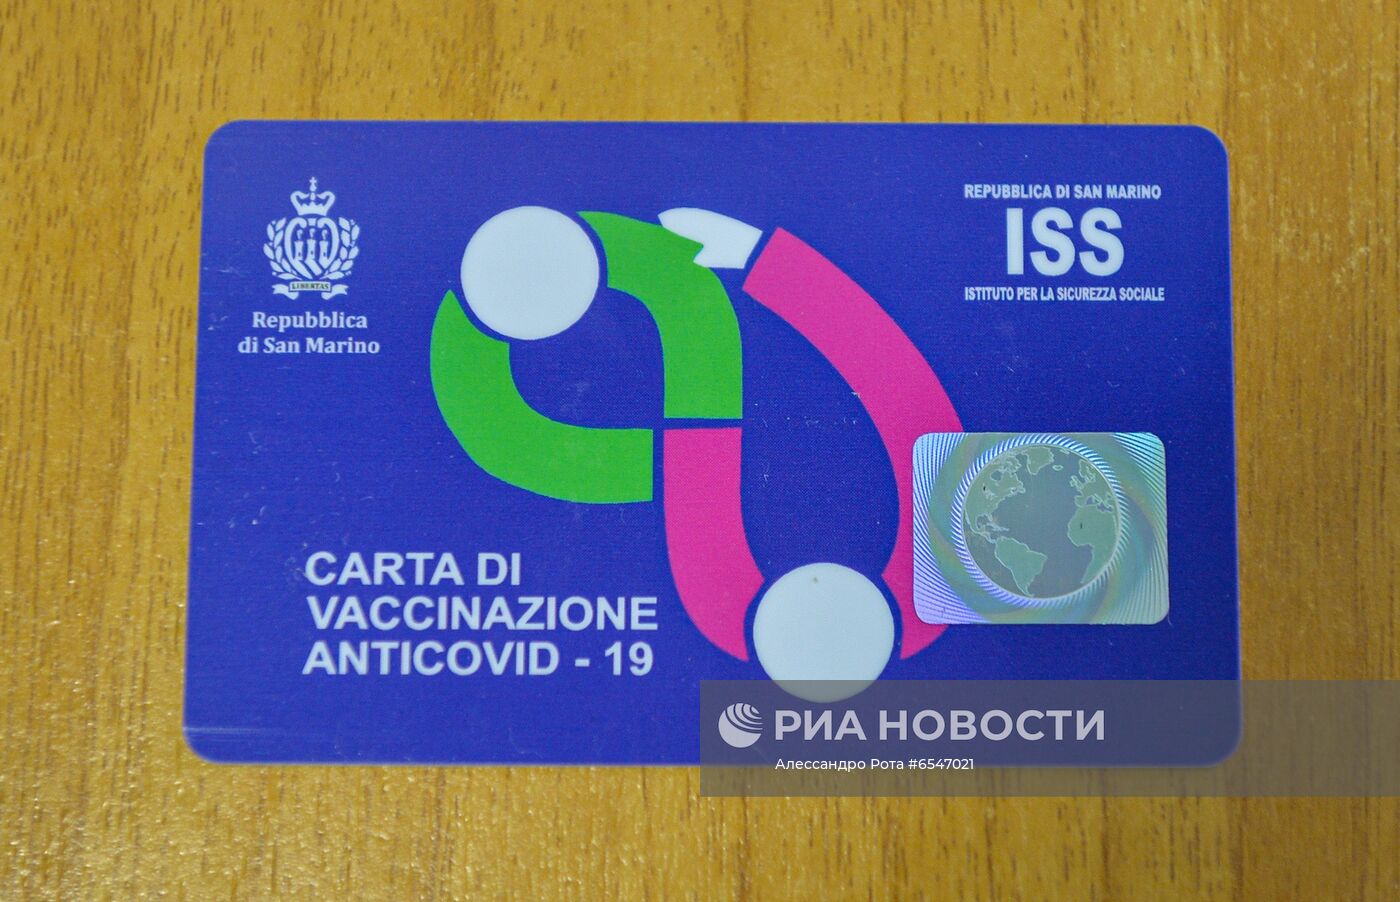 LIBERTAS
Repubblica
di San Marino
REPUBBLICA DI SAN MARINO
ISS
ISTITUTO PER LA SICUREZZA SOCIALE
CARTA DI
VACCINAZIONE
ANTICOVID - 19
РИА НОВОСТИ
Алессандро Рота #6547021